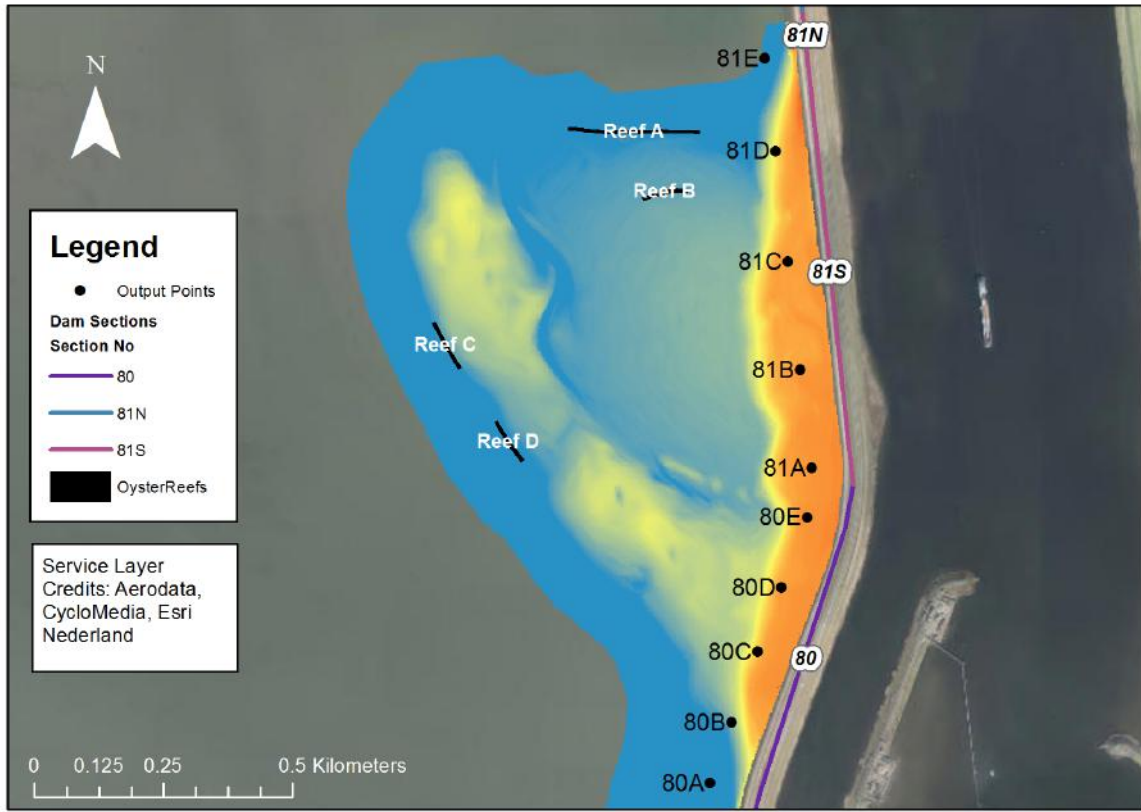 81N
81E
N
Reef A
81D
Reef B
Legend
Output Points
Dam Sections
Section No
80
81N
81S
OysterReefs
81C
81S
Reef C
81B
Reef D
81A
80E
Service Layer
Credits: Aerodata,
CycloMedia, Esri
Nederland
80D
80C
80
80B
80A
0 0.125 0.25 0.5 Kilometers